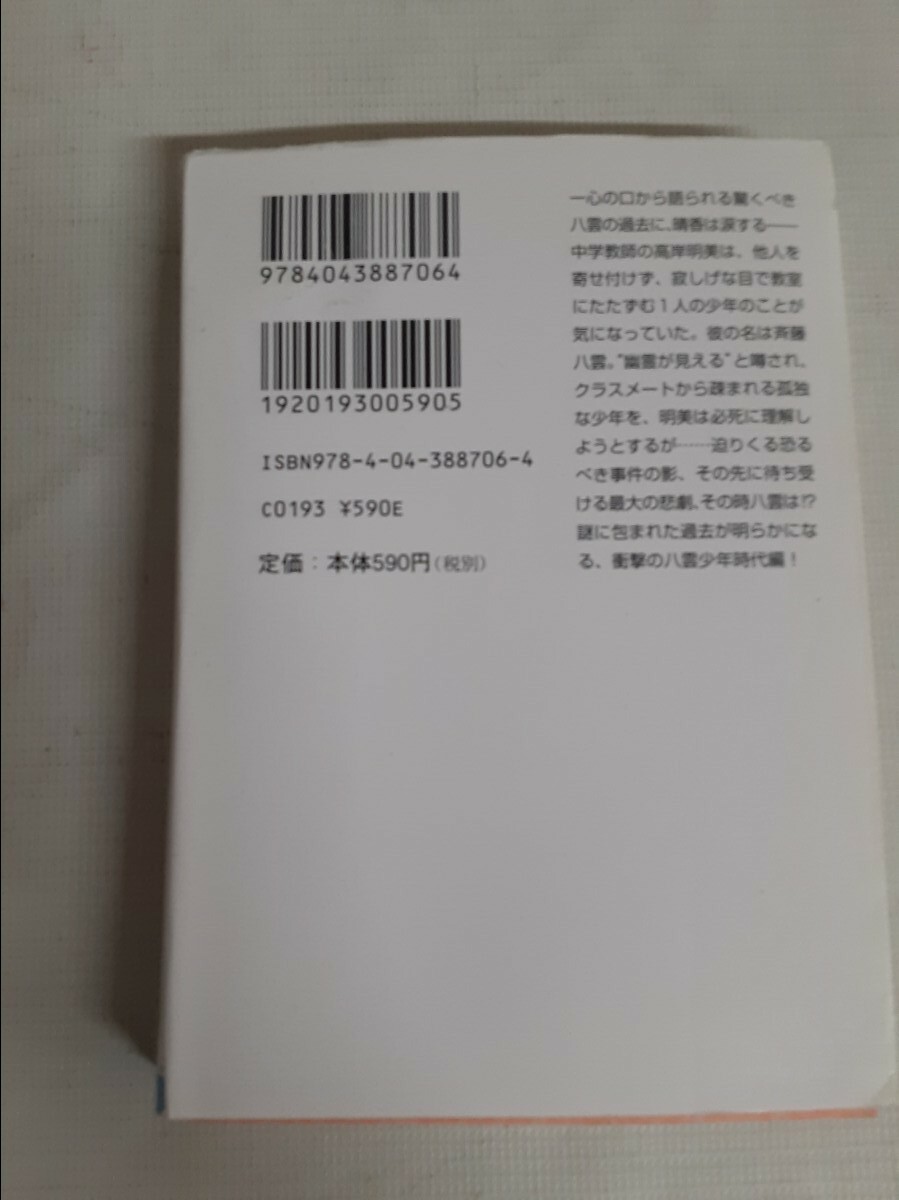 9784043887064
1920193005905
ISBN978-4-04-388706-4
C0193 ¥590E
定価：本体590円(税別)
一心の口から語られる驚くべき
八雲の過去に、晴香は涙する――
中学教師の高岸明美は、他人を
寄せ付けず、寂しげな目で教室
にたたずむ１人の少年のことが
気になっていた。彼の名は斉藤
八雲。“幽霊が見える”と噂され、
クラスメートから疎まれる孤独
な少年を、明美は必死に理解し
ようとするが……迫りくる恐る
べき事件の影、その先に待ち受
ける最大の悲劇、その時八雲は!?
謎に包まれた過去が明らかにな
る、衝撃の八雲少年時代編！